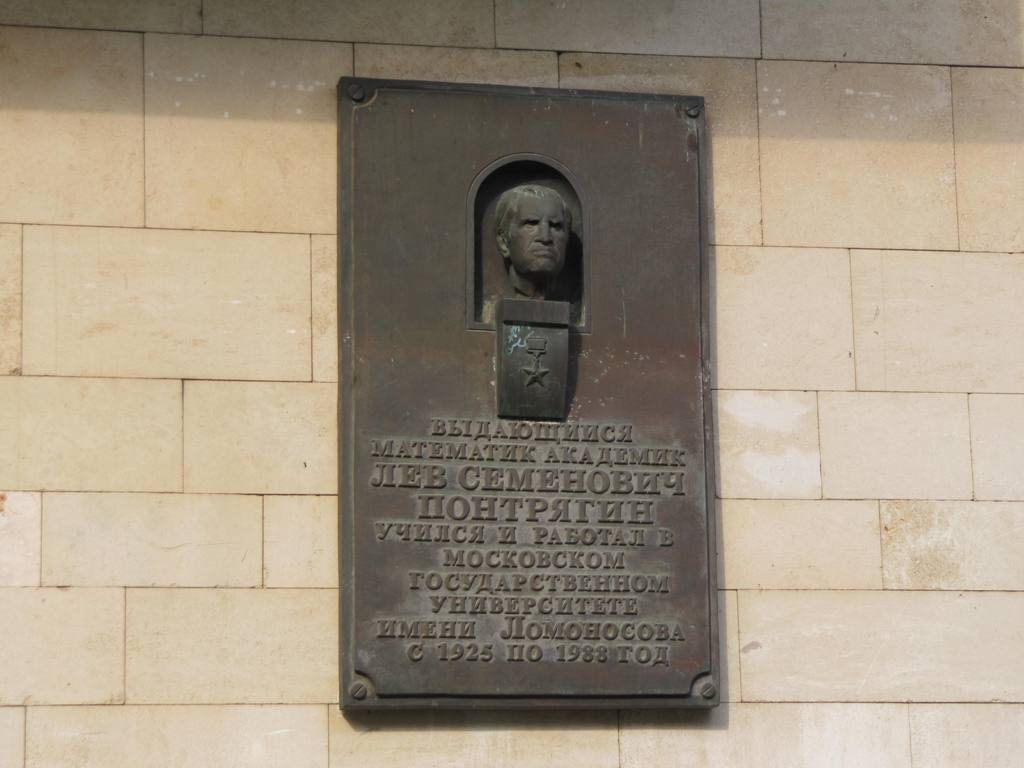 ВЫДАЮЩИЙСЯ
МАТЕМАТИК АКАДЕМИК
ЛЕВ СЕМЕНОВИЧ
ПОНТРЯГИН
УЧИЛСЯ И РАБОТАЛ В
МОСКОВСКОМ
ГОСУДАРСТВЕННОМ
УНИВЕРСИТЕТЕ
ИМЕНИ ЛОМОНОСОВА
С 1925 ПО 1988 ГОД